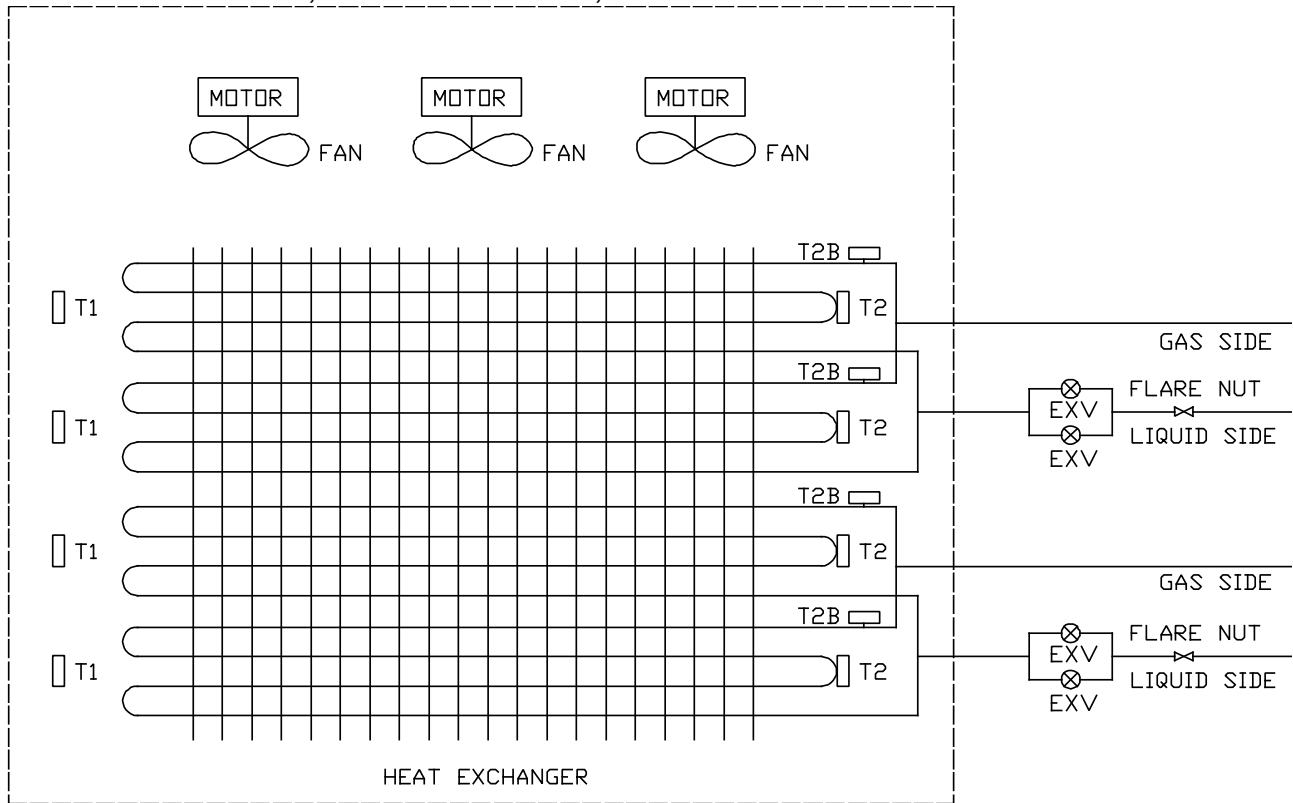 MOTOR MOTOR MOTOR
FAN FAN FAN
T2B
T1 T2
GAS SIDE
T2B
FLARE NUT
EXV
T1 T2
LIQUID SIDE
EXV
T2B
T1 T2
GAS SIDE
T2B
FLARE NUT
EXV
T1 T2
LIQUID SIDE
EXV
HEAT EXCHANGER